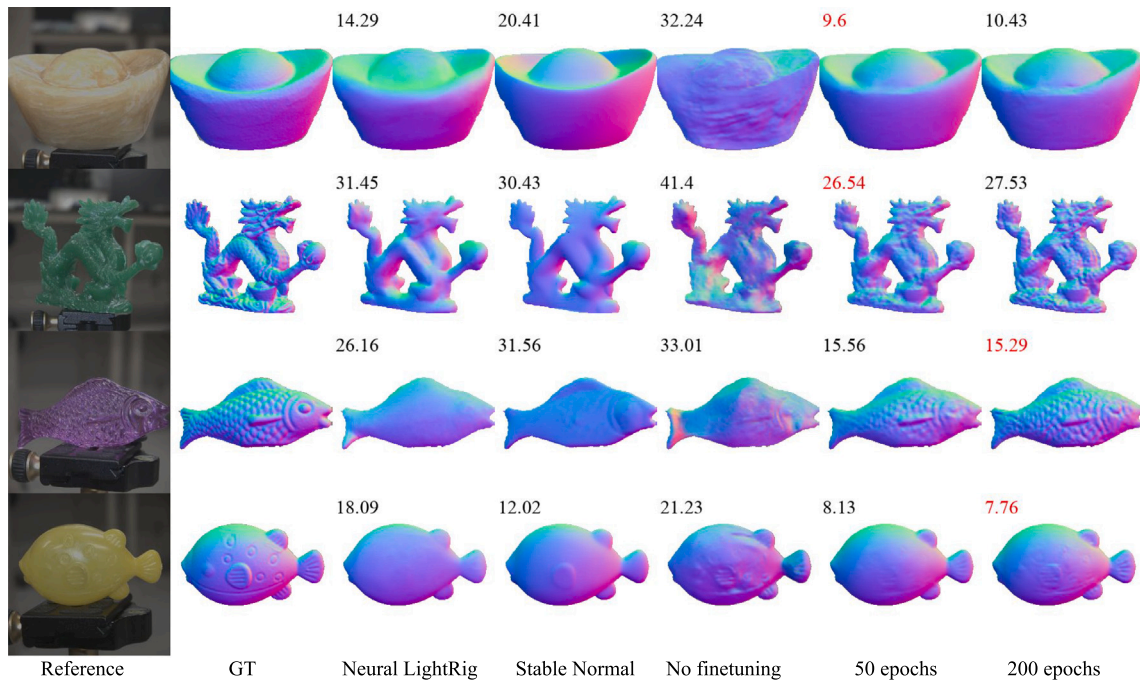 14.29 20.41 32.24 9.6 10.43
31.45 30.43 41.4 26.54 27.53
26.16 31.56 33.01 15.56 15.29
18.09 12.02 21.23 8.13 7.76
Reference GT Neural LightRig Stable Normal No finetuning 50 epochs 200 epochs